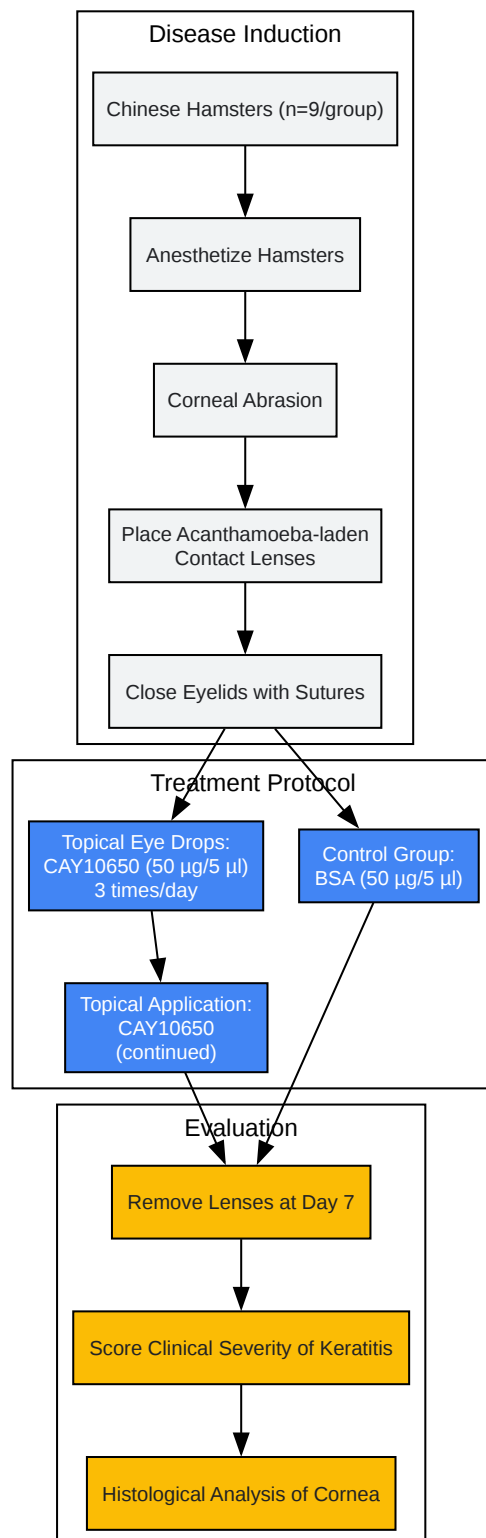 Disease Induction
Chinese Hamsters (n=9/group)
Anesthetize Hamsters
Corneal Abrasion
Place Acanthamoeba-laden
Contact Lenses
Close Eyelids with Sutures
Treatment Protocol
Topical Eye Drops:
CAY10650 (50 µg/5 µl)
3 times/day
Control Group:
BSA (50 µg/5 µl)
Topical Application:
CAY10650
(continued)
Evaluation
Remove Lenses at Day 7
Score Clinical Severity of Keratitis
Histological Analysis of Cornea